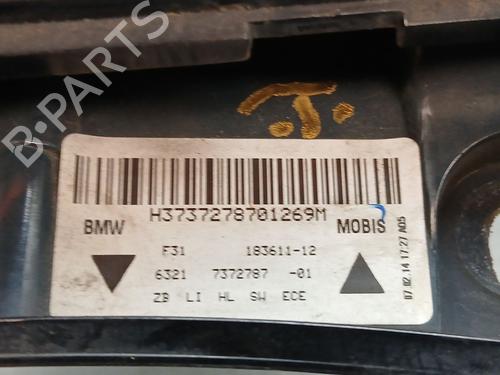 B-PARTS
H3737278701269M
BMW
MOBIS
F31 183611-12
6321 7372787 -01
ZB LI HL SW ECE
07.02.14 17:27 A05